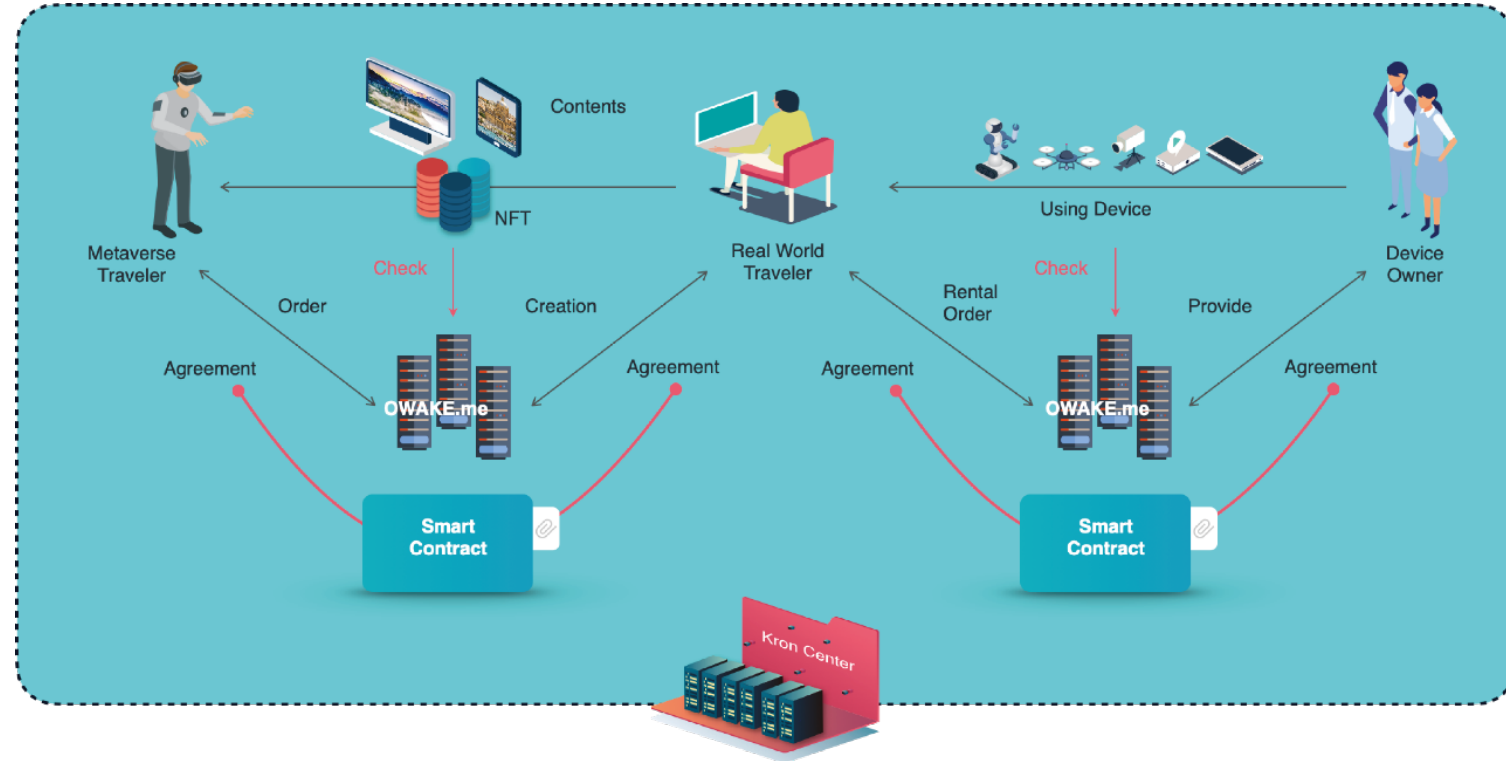 Contents
NFT
Using Device
Metaverse
Traveler
Check
Real World
Traveler
Check
Device
Owner
Order
Creation
Rental
Order
Provide
Agreement
Agreement
Agreement
Agreement
OWAKE.me
OWAKE.me
Smart
Contract
Smart
Contract
Kron Center